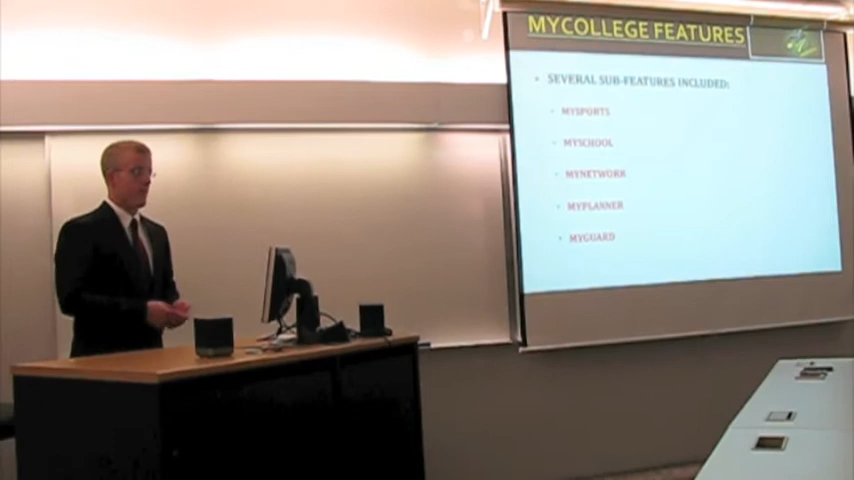 MYCOLLEGE FEATURES
• SEVERAL SUB-FEATURES INCLUDED:
• MYSPORTS
• MYSCHOOL
• MYNETWORK
• MYPLANNER
• MYGUARD